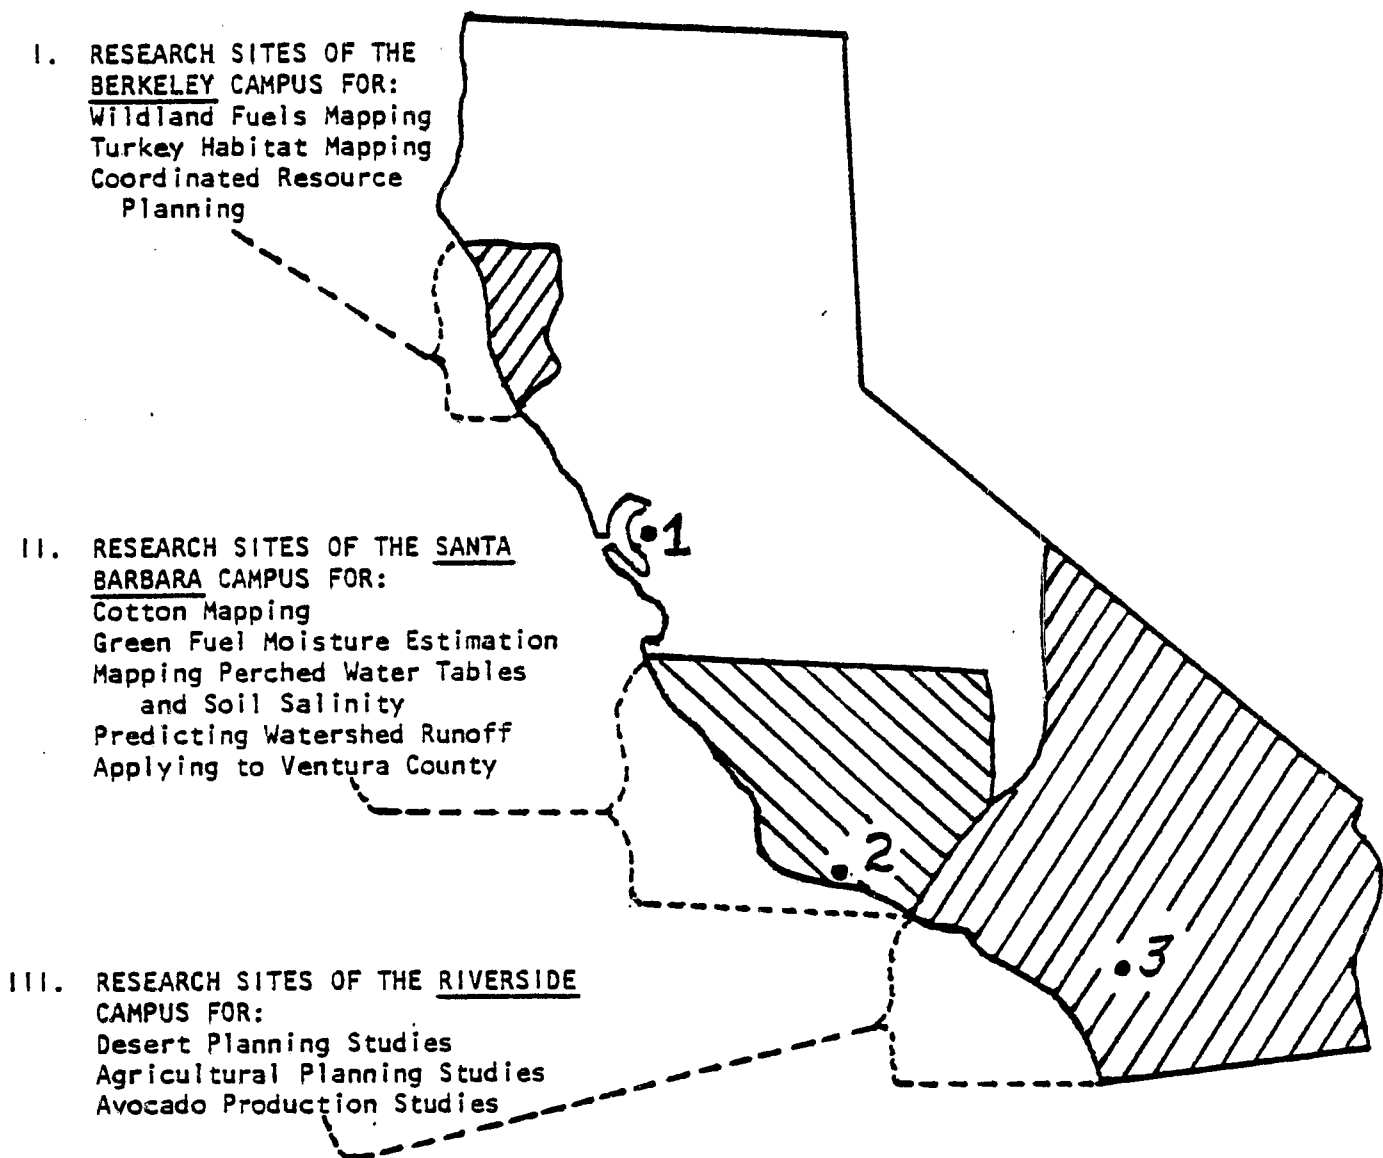 I. RESEARCH SITES OF THE
BERKELEY CAMPUS FOR:
Wildland Fuels Mapping
Turkey Habitat Mapping
Coordinated Resource
Planning
1
II. RESEARCH SITES OF THE SANTA
BARBARA CAMPUS FOR:
Cotton Mapping
Green Fuel Moisture Estimation
Mapping Perched Water Tables
and Soil Salinity
Predicting Watershed Runoff
Applying to Ventura County
2
III. RESEARCH SITES OF THE RIVERSIDE
CAMPUS FOR:
Desert Planning Studies
Agricultural Planning Studies
Avocado Production Studies
3